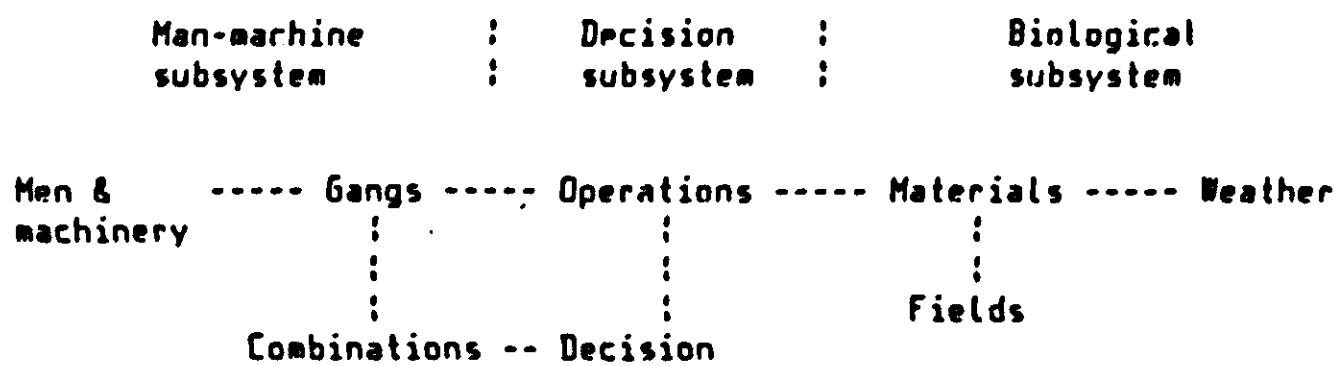 Man-machine : Decision : Biological
subsystem : subsystem : subsystem
Men & ----- Gangs ----- Operations ----- Materials ----- Weather
machinery
Fields
Combinations -- Decision